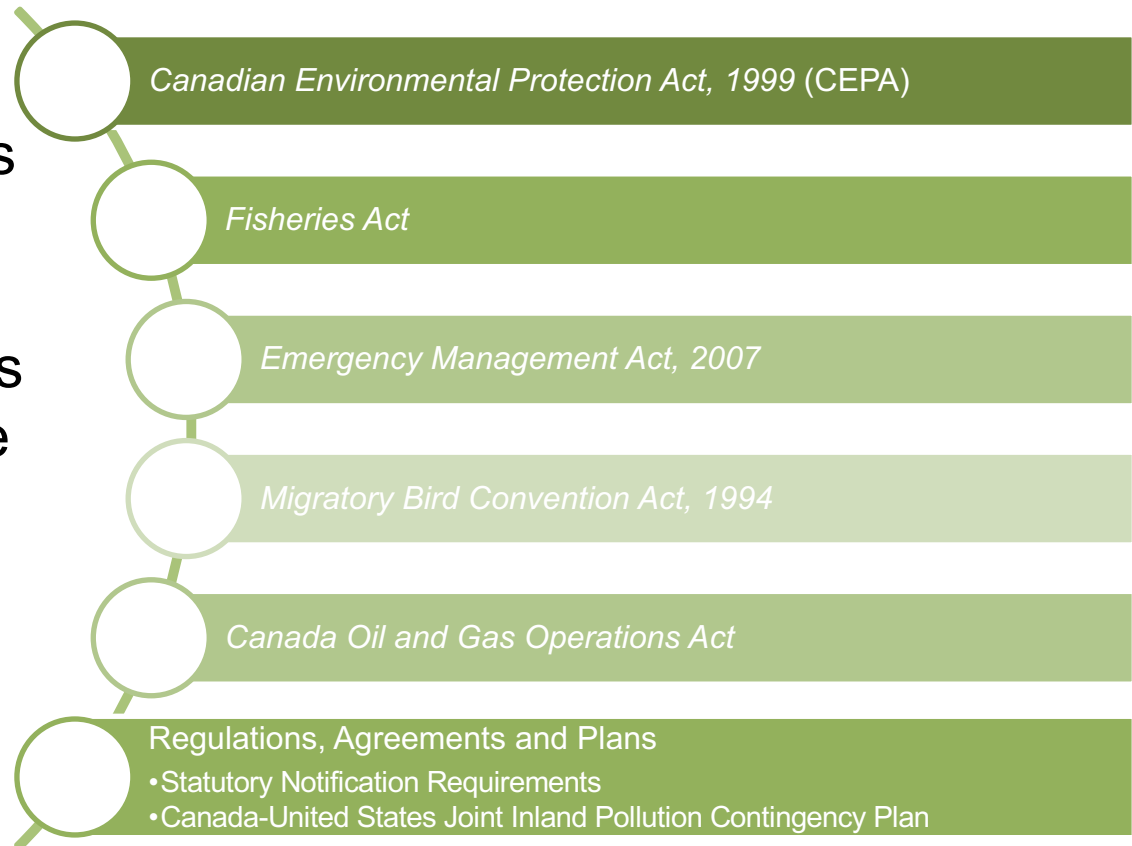 Canadian Environmental Protection Act, 1999 (CEPA)
s
Fisheries Act
Emergency Management Act, 2007
s
e
Migratory Bird Convention Act, 1994
Canada Oil and Gas Operations Act
Regulations, Agreements and Plans
•Statutory Notification Requirements
•Canada-United States Joint Inland Pollution Contingency Plan